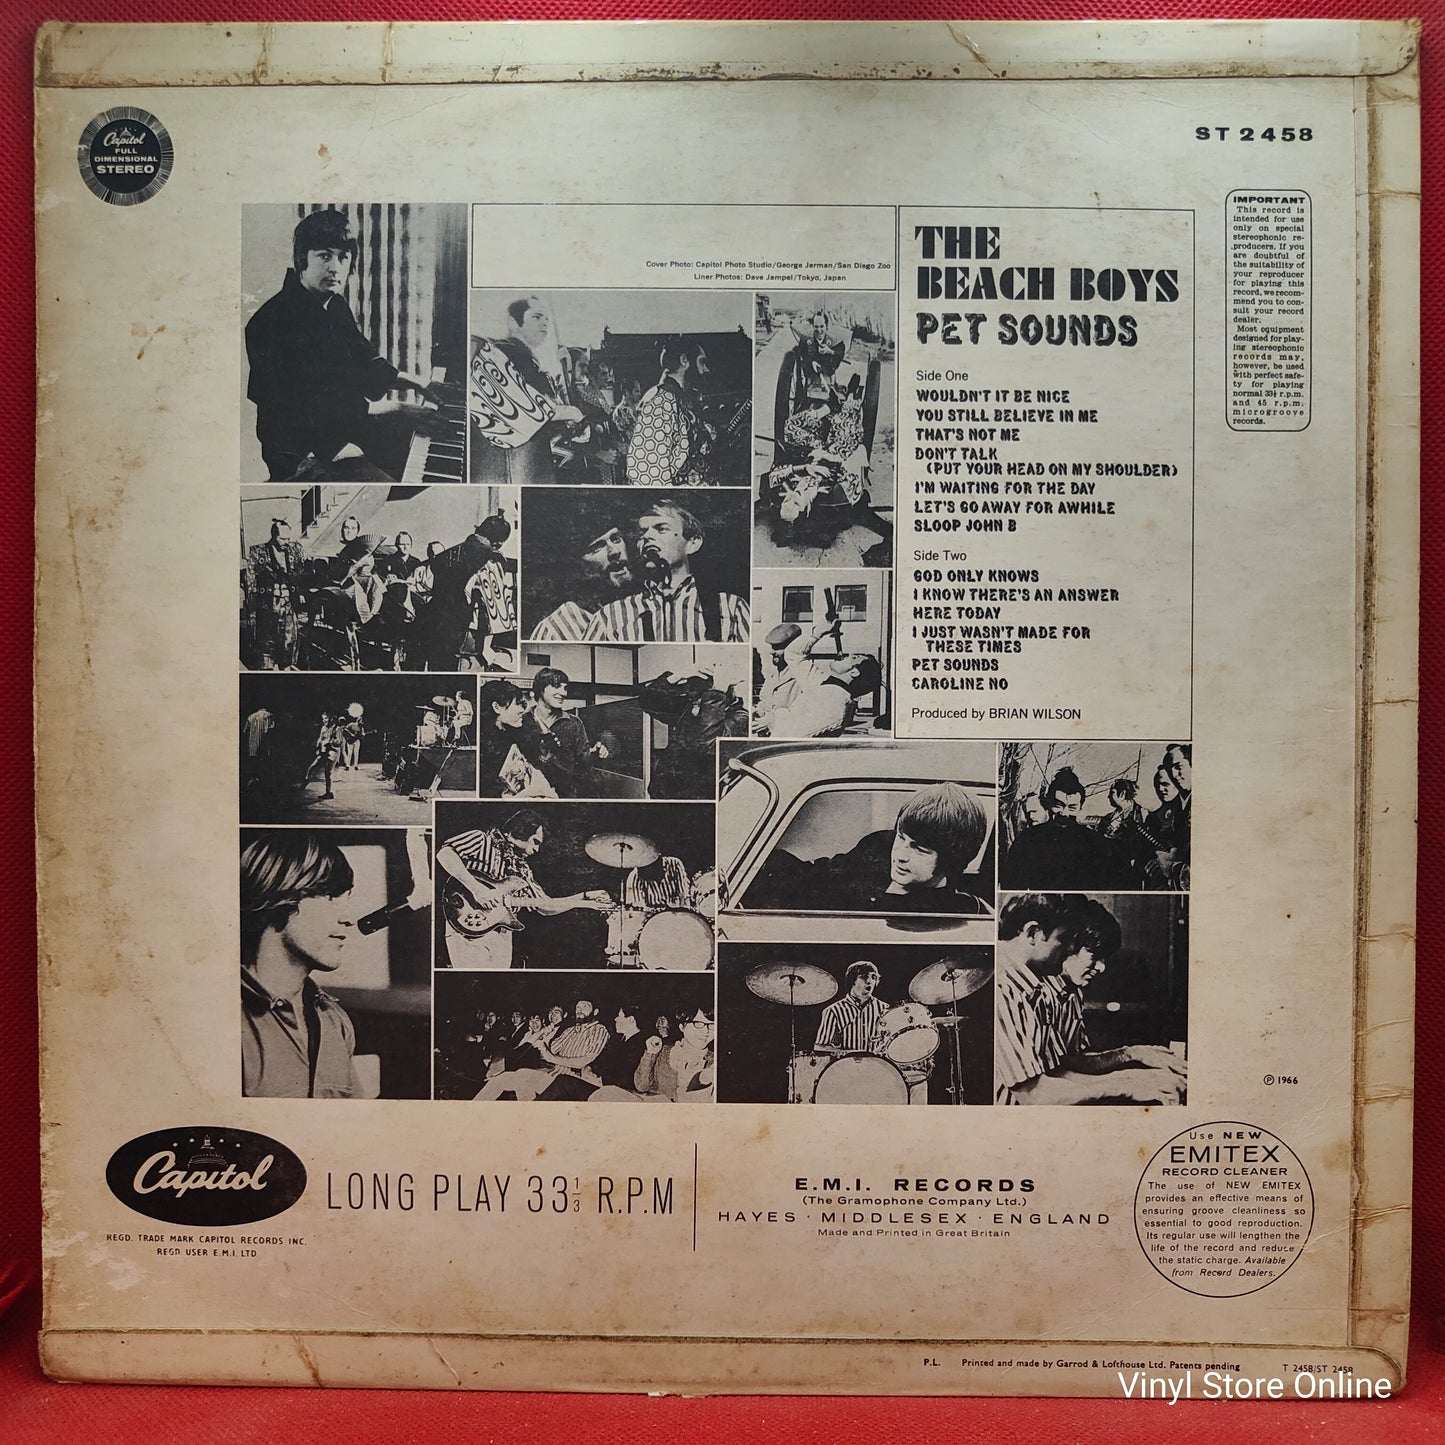 Capitol
FULL
DIMENSIONAL
STEREO
ST 2458
Cover Photo: Capitol Photo Studio/George Jerman/San Diego Zoo
Liner Photos: Dave Jampel/Tokyo, Japan
THE
BEACH BOYS
PET SOUNDS
Side One
WOULDN'T IT BE NICE
YOU STILL BELIEVE IN ME
THAT'S NOT ME
DON'T TALK
(PUT YOUR HEAD ON MY SHOULDER)
I'M WAITING FOR THE DAY
LET'S GO AWAY FOR AWHILE
SLOOP JOHN B
Side Two
GOD ONLY KNOWS
I KNOW THERE'S AN ANSWER
HERE TODAY
I JUST WASN'T MADE FOR
THESE TIMES
PET SOUNDS
CAROLINE NO
Produced by BRIAN WILSON
IMPORTANT
This record is
intended for use
only on special
stereophonic re-
producers. If you
are doubtful of
the suitability of
your reproducer
for playing this
record, we recom-
mend you to con-
sult your record
dealer.
Most equipment
designed for play-
ing stereophonic
records may,
however, be used
with perfect safe-
ty for playing
normal 33⅓ r.p.m.
and 45 r.p.m.
microgroove
records.
Ⓟ 1966
Capitol
REGD. TRADE MARK CAPITOL RECORDS INC.
REGD. USER E.M.I. LTD.
LONG PLAY 33⅓ R.P.M
E.M.I. RECORDS
(The Gramophone Company Ltd.)
HAYES · MIDDLESEX · ENGLAND
Made and Printed in Great Britain
Use NEW
EMITEX
RECORD CLEANER
The use of NEW EMITEX
provides an effective means of
ensuring groove cleanliness so
essential to good reproduction.
Its regular use will lengthen the
life of the record and reduce
the static charge. Available
from Record Dealers.
P.L. Printed and made by Garrod & Lofthouse Ltd. Patents pending T 2458/ST 2458
Vinyl Store Online